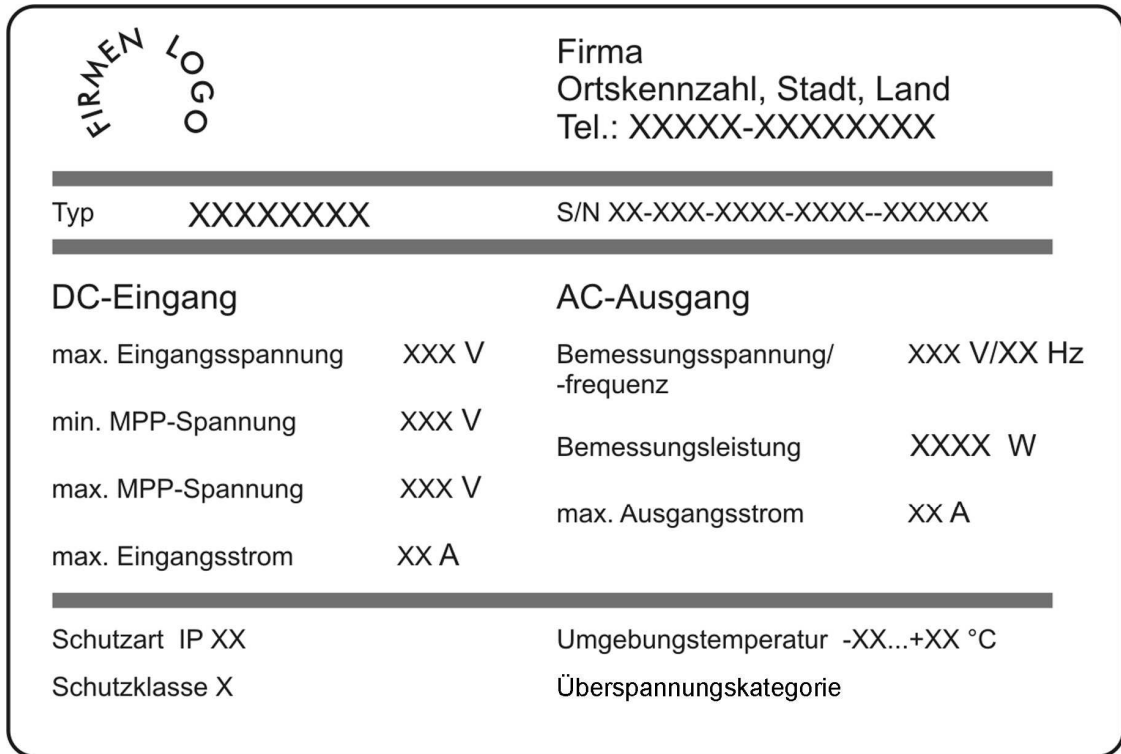 FIRMEN LOGO
Firma
Ortskennzahl, Stadt, Land
Tel.: XXXXX-XXXXXXXX
Typ XXXXXXXX S/N XX-XXX-XXXX-XXXX--XXXXXX
DC-Eingang
max. Eingangsspannung XXX V
min. MPP-Spannung XXX V
max. MPP-Spannung XXX V
max. Eingangsstrom XX A
AC-Ausgang
Bemessungsspannung/ XXX V/XX Hz
-frequenz
Bemessungsleistung XXXX W
max. Ausgangsstrom XX A
Schutzart IP XX
Schutzklasse X
Umgebungstemperatur -XX...+XX °C
Überspannungskategorie